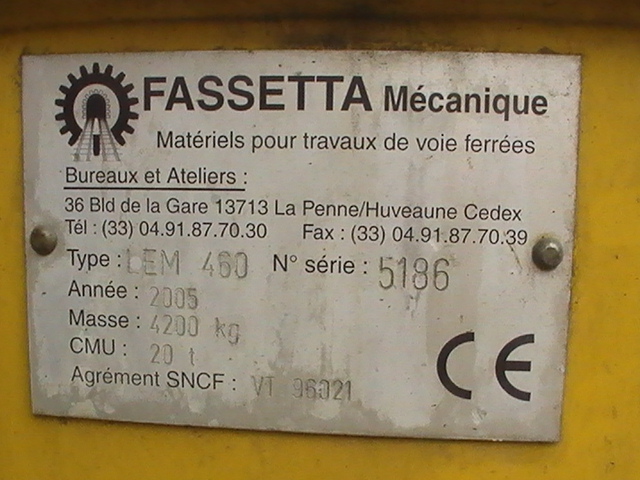 FASSETTA Mécanique
Matériels pour travaux de voie ferrées
Bureaux et Ateliers :
36 Bld de la Gare 13713 La Penne/Huveaune Cedex
Tél : (33) 04.91.87.70.30 Fax : (33) 04.91.87.70.39
Type : LEM 460 N° série : 5186
Année : 2005
Masse : 4200 kg
CMU : 20 t
Agrément SNCF : VT 96021
CE